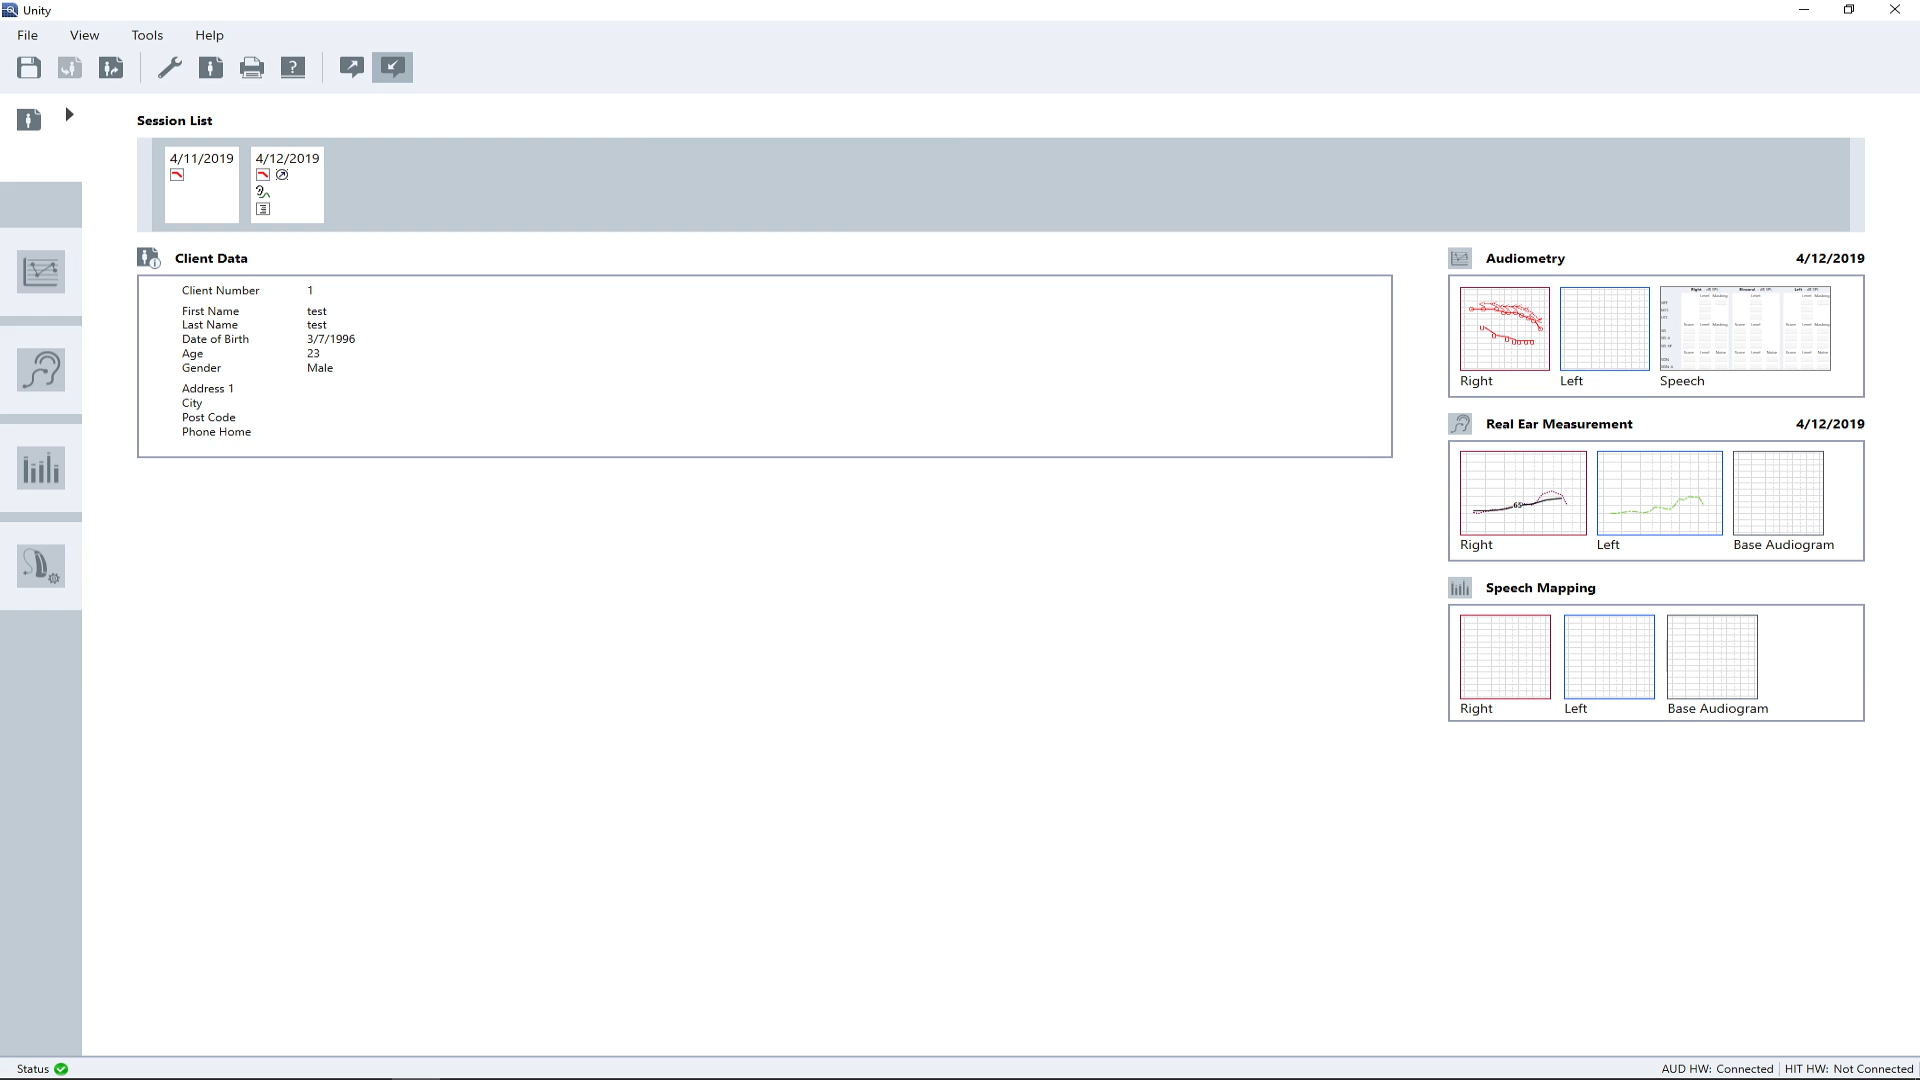 Unity
File View Tools Help
Session List
4/11/2019 4/12/2019
Client Data
Client Number 1
First Name test
Last Name test
Date of Birth 3/7/1996
Age 23
Gender Male
Address 1
City
Post Code
Phone Home
Audiometry 4/12/2019
Right Left Speech
Real Ear Measurement 4/12/2019
65
Right Left Base Audiogram
Speech Mapping
Right Left Base Audiogram
Status AUD HW: Connected HIT HW: Not Connected